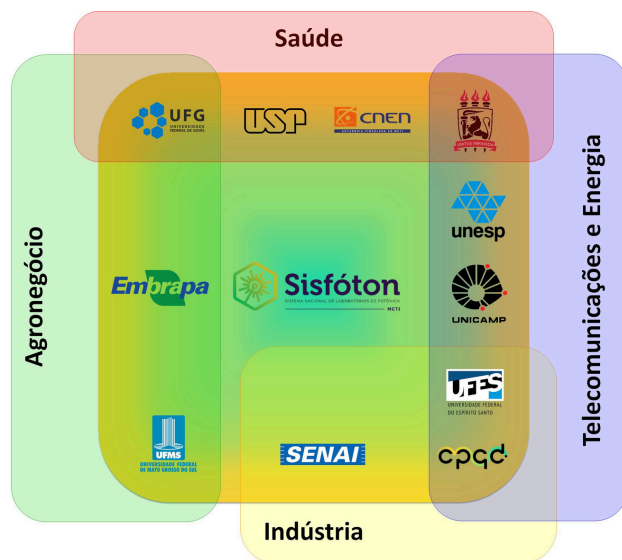 Saúde
UFG
UNIVERSIDADE
FEDERAL DE GOIÁS
USP
CNEN
VIRTUS IMPAVIDA
unesp
Agronegócio
Embrapa
Sisfóton
SISTEMA NACIONAL DE LABORATÓRIOS DE FOTÔNICA
MCTI
UNICAMP
Telecomunicações e Energia
UFES
UNIVERSIDADE FEDERAL
DO ESPÍRITO SANTO
UFMS
UNIVERSIDADE FEDERAL
DE MATO GROSSO DO SUL
SENAI
cpqd
Indústria